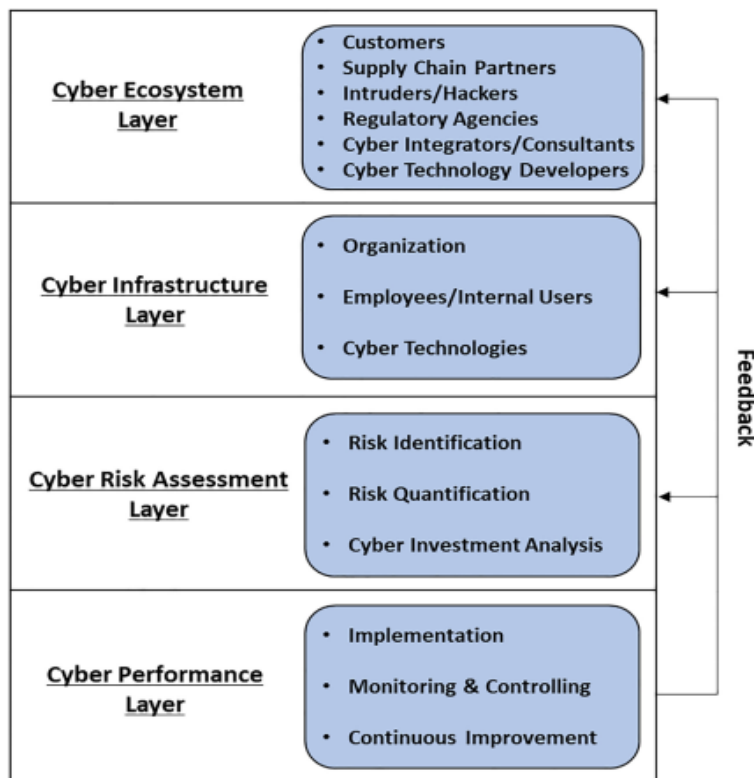 Cyber Ecosystem
Layer
• Customers
• Supply Chain Partners
• Intruders/Hackers
• Regulatory Agencies
• Cyber Integrators/Consultants
• Cyber Technology Developers
Cyber Infrastructure
Layer
• Organization
• Employees/Internal Users
• Cyber Technologies
Cyber Risk Assessment
Layer
• Risk Identification
• Risk Quantification
• Cyber Investment Analysis
Cyber Performance
Layer
• Implementation
• Monitoring & Controlling
• Continuous Improvement
Feedback